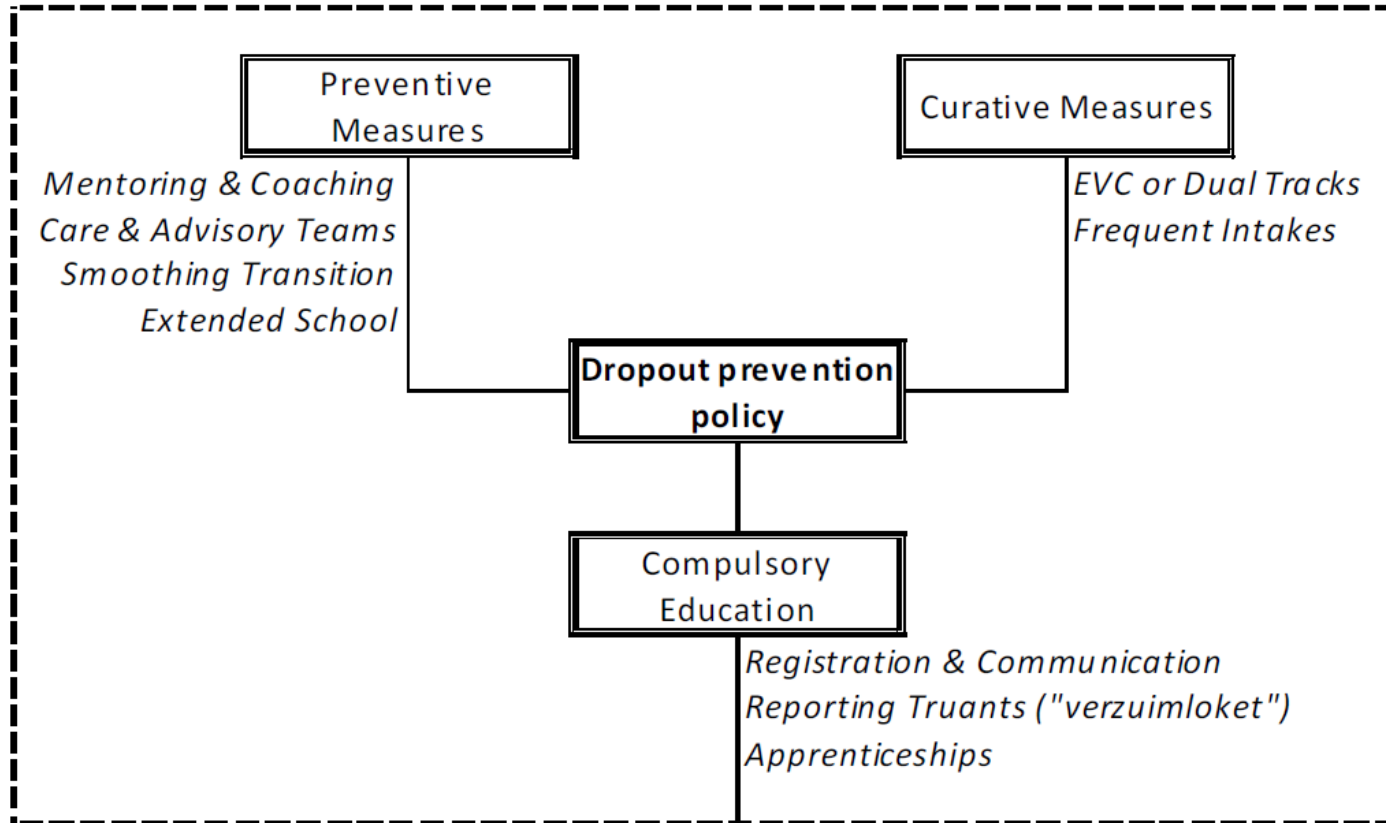 Preventive
Measures
Curative Measures
Mentoring & Coaching
Care & Advisory Teams
Smoothing Transition
Extended School
EVC or Dual Tracks
Frequent Intakes
Dropout prevention
policy
Compulsory
Education
Registration & Communication
Reporting Truants ("verzuimloket")
Apprenticeships